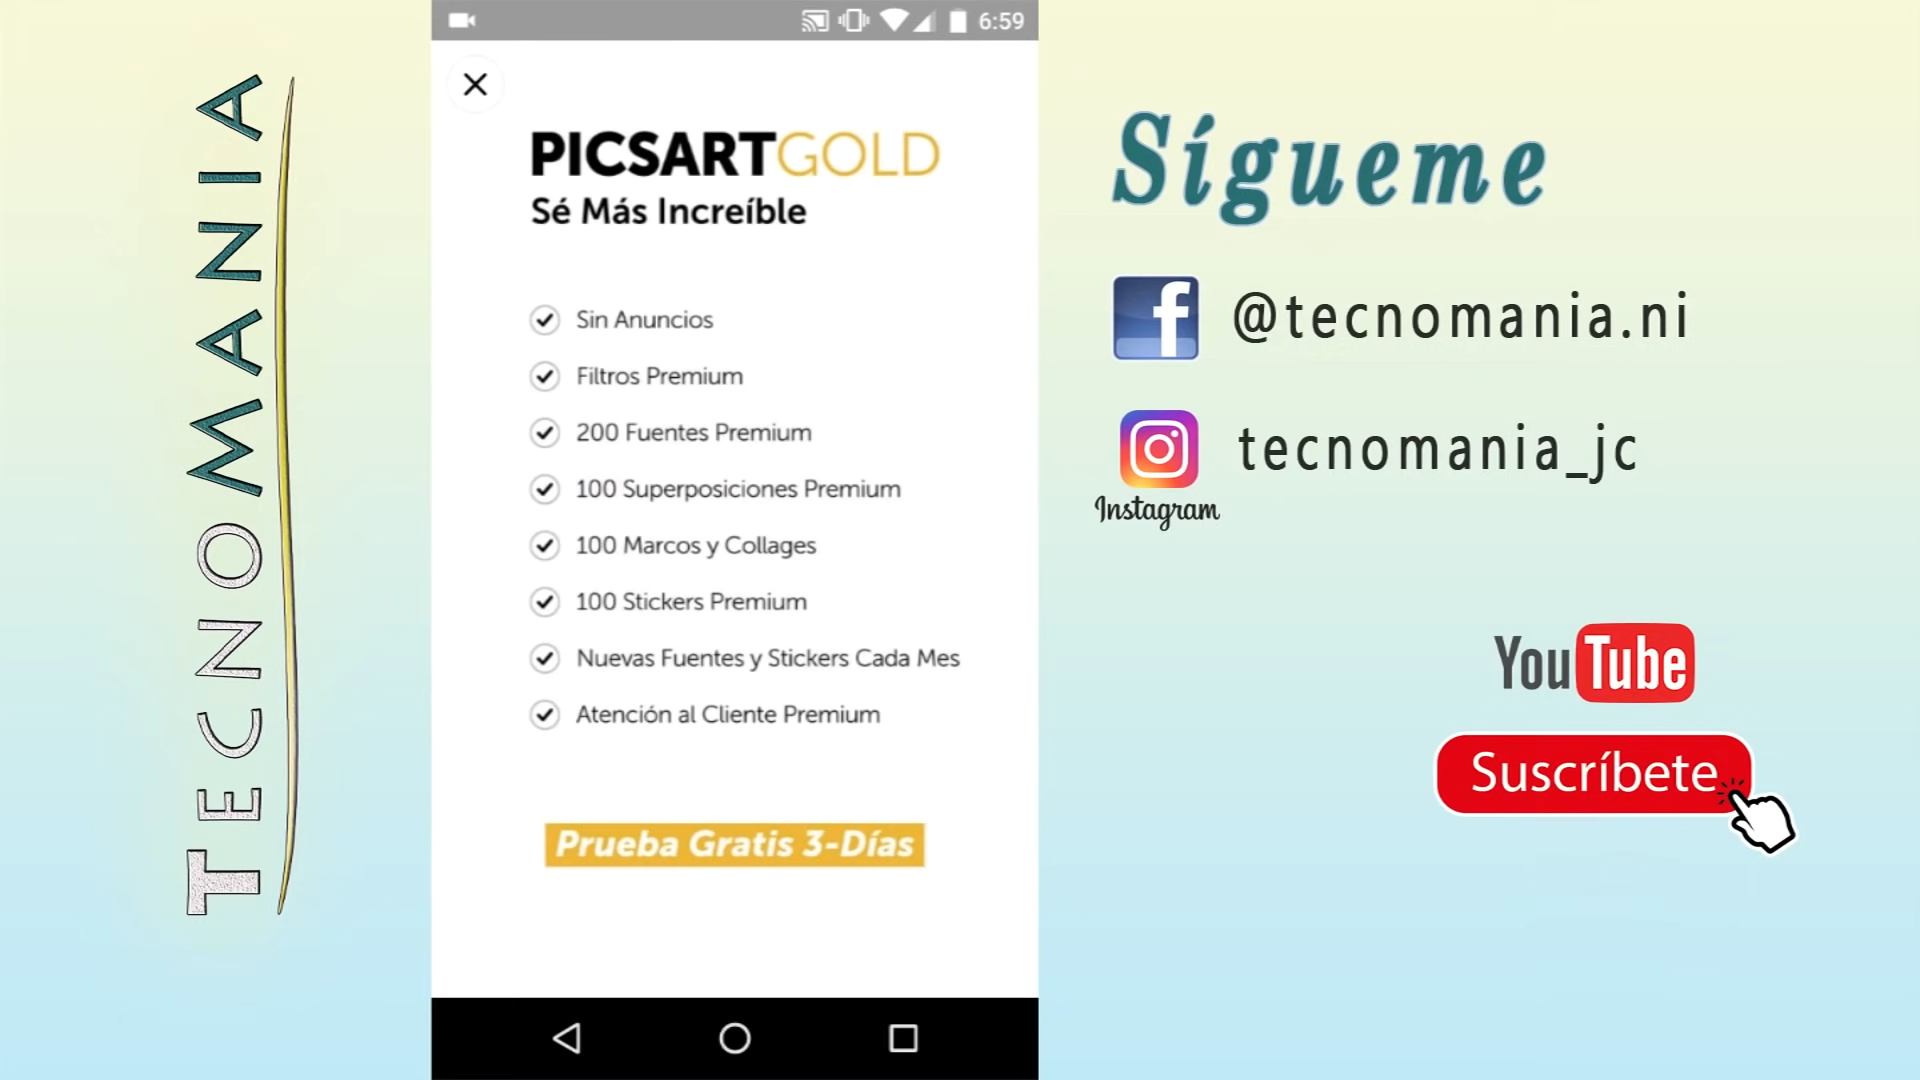 TECNOMANIA
6:59
PICSARTGOLD
Sé Más Increíble
Sin Anuncios
Filtros Premium
200 Fuentes Premium
100 Superposiciones Premium
100 Marcos y Collages
100 Stickers Premium
Nuevas Fuentes y Stickers Cada Mes
Atención al Cliente Premium
Prueba Gratis 3-Días
Sígueme
f @tecnomania.ni
tecnomania_jc
Instagram
YouTube
Suscríbete